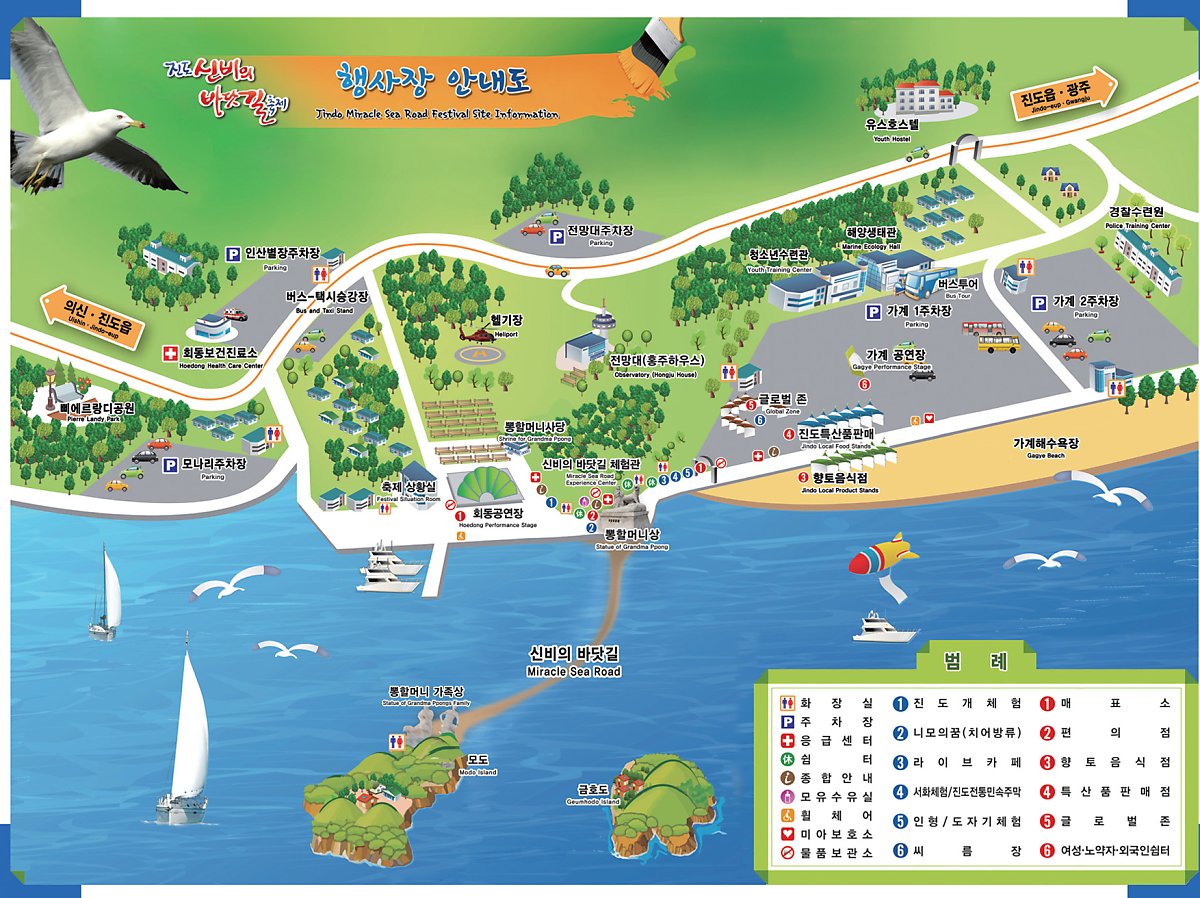 진도 신비의
바닷길 축제
행사장 안내도
Jindo Miracle Sea Road Festival Site Information
유스호스텔
Youth Hostel
진도읍·광주
Jindo-eup·Gwangju
경찰수련원
Police Training Center
해양생태관
Marine Ecology Hall
청소년수련관
Youth Training Center
버스투어
Bus Tour
P 가계 1주차장
Parking
P 가계 2주차장
Parking
가계 공연장
Gagye Performance Stage
6
P 전망대주차장
Parking
P 인산별장주차장
Parking
버스-택시승강장
Bus and Taxi Stand
의신·진도읍
Uishin·Jindo-eup
회동보건진료소
Hoedong Health Care Center
헬기장
Heliport
H
전망대(홍주하우스)
Observatory (Hongju House)
삐에르랑디공원
Pierre Landy Park
P 모나리주차장
Parking
5 글로벌 존
Global Zone
6
4 진도특산품판매
Jindo Local Food Stands
3 향토음식점
Jindo Local Product Stands
가계해수욕장
Gagye Beach
뽕할머니사당
Shrine for Grandma Ppong
신비의 바닷길 체험관
Miracle Sea Road
Experience Center
휴 휴 3 4 5 1
축제 상황실
Festival Situation Room
1 회동공연장
Hoedong Performance Stage
i 1 휴 2 2 i
뽕할머니상
Statue of Grandma Ppong
신비의 바닷길
Miracle Sea Road
뽕할머니 가족상
Statue of Grandma Ppongs Family
모도
Modo Island
금호도
Geumhodo Island
범 례
화장실
P 주차장
응급센터
휴 쉼터
i 종합안내
모유수유실
휠체어
미아보호소
물품보관소
1 진도개체험
2 니모의꿈(치어방류)
3 라이브카페
4 서화체험/진도전통민속주막
5 인형/도자기체험
6 씨름장
1 매표소
2 편의점
3 향토음식점
4 특산품판매점
5 글로벌존
6 여성·노약자·외국인쉼터